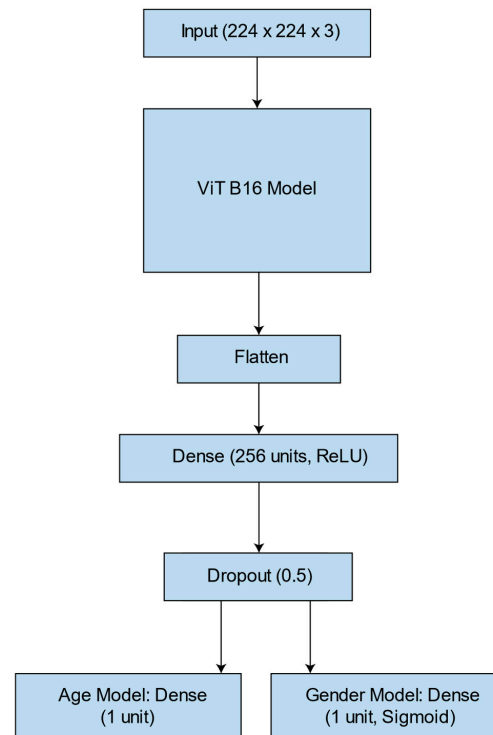 Input (224 x 224 x 3)
ViT B16 Model
Flatten
Dense (256 units, ReLU)
Dropout (0.5)
Age Model: Dense
(1 unit)
Gender Model: Dense
(1 unit, Sigmoid)